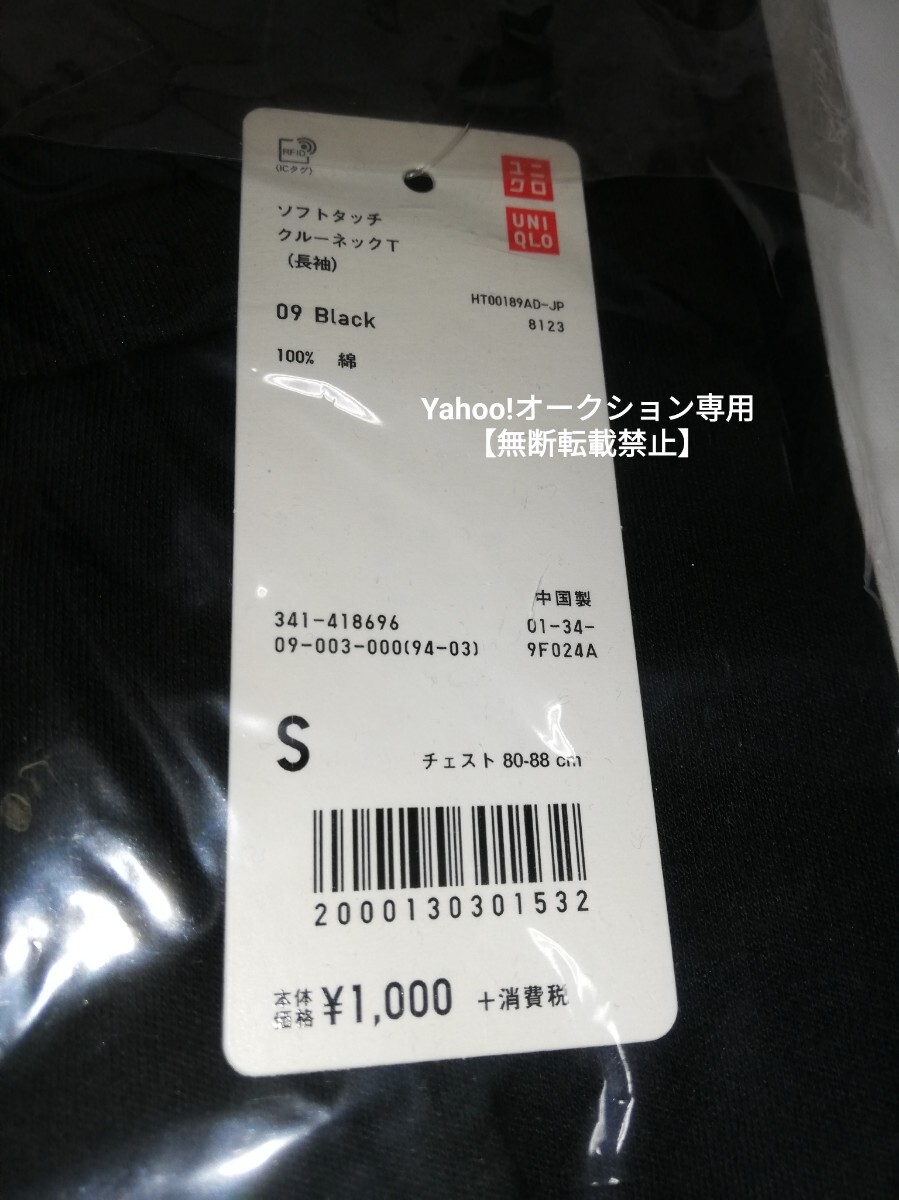 RFID
(ICタグ)
ユニ
クロ
UNI
QLO
ソフトタッチ
クルーネックT
(長袖)
HT00189AD-JP
8123
09 Black
100% 綿
Yahoo!オークション専用
【無断転載禁止】
中国製
341-418696
01-34-
09-003-000(94-03)
9F024A
S
チェスト 80-88 cm
2000130301532
本体
価格 ¥1,000 +消費税